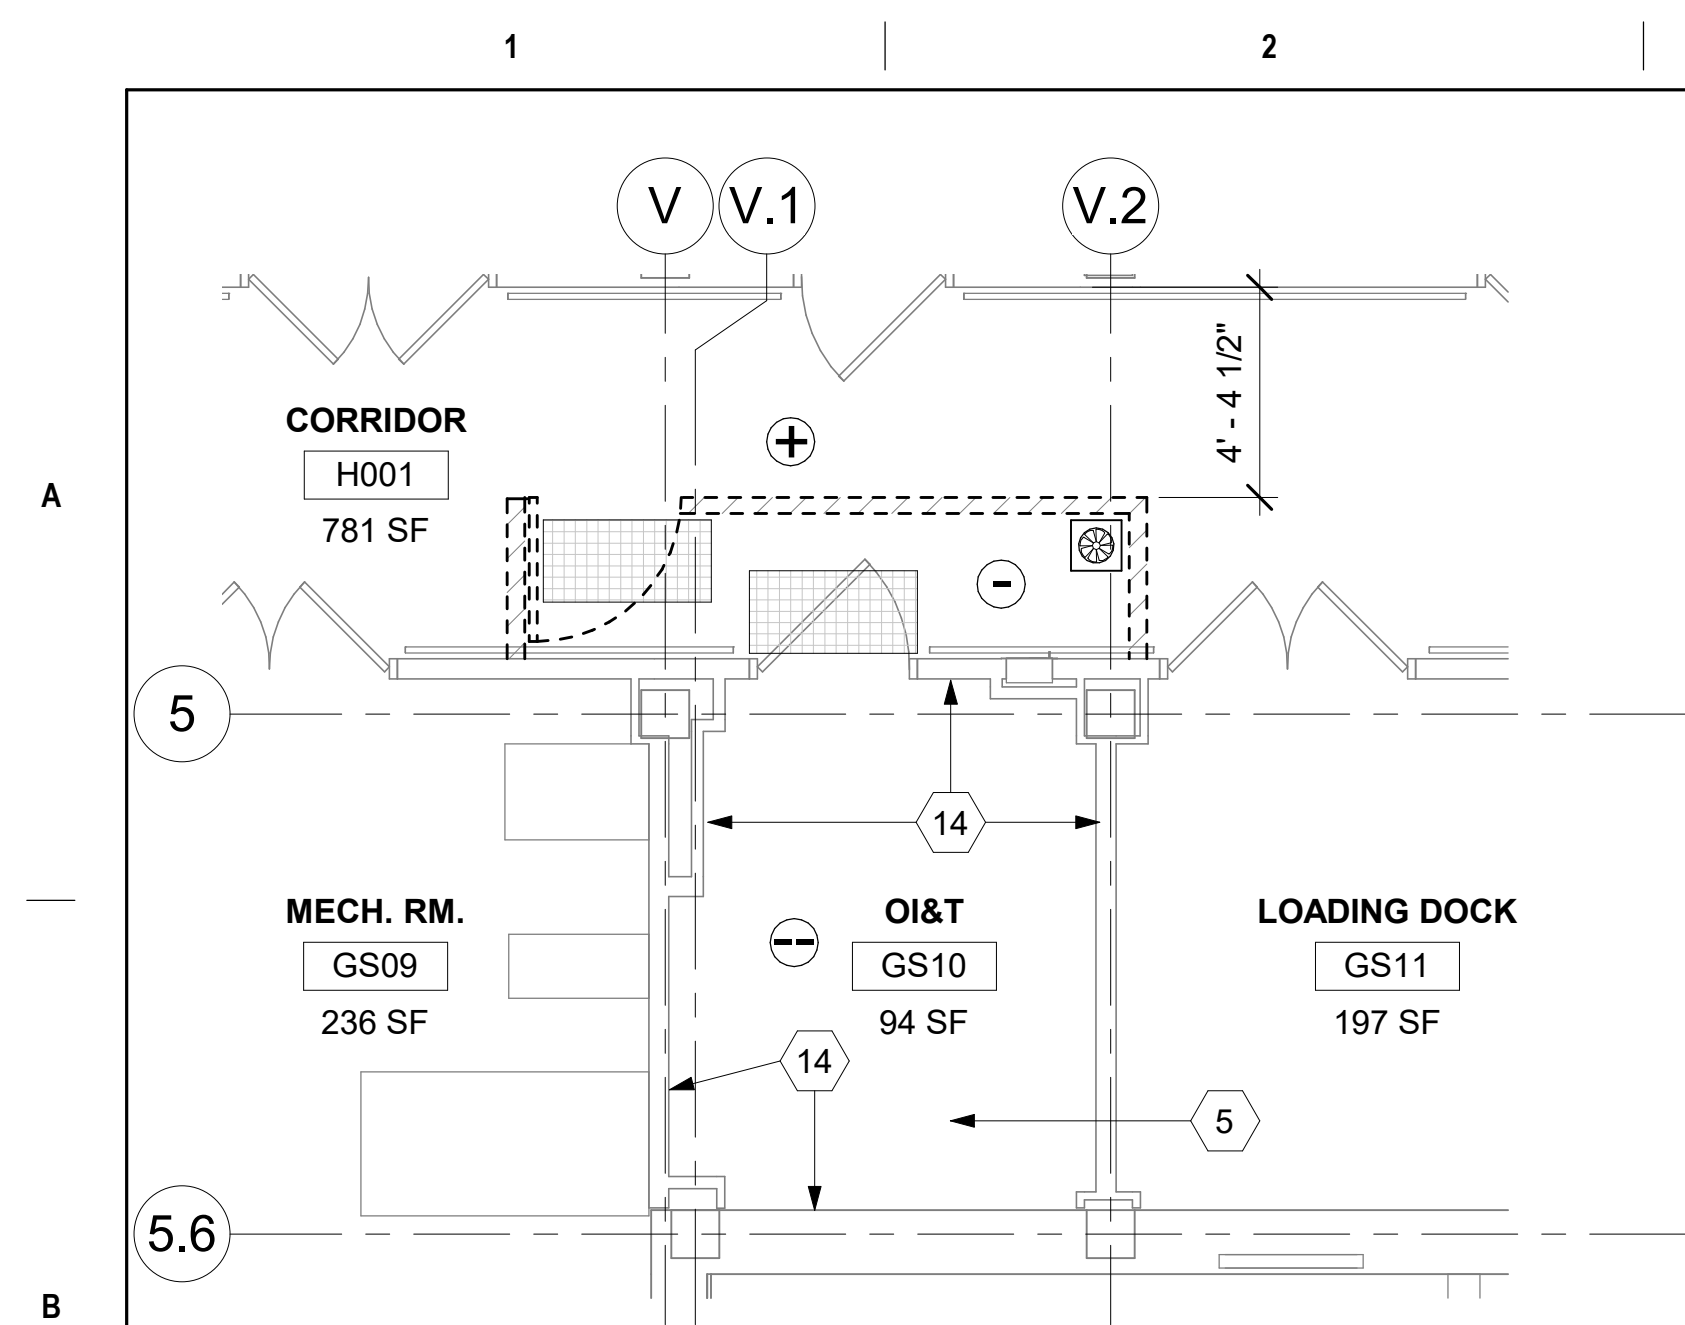 1
2
V
V.1
V.2
4' - 4 1/2"
CORRIDOR
H001
781 SF
+
A
-
5
14
MECH. RM.
GS09
236 SF
--
OI&T
GS10
94 SF
LOADING DOCK
GS11
197 SF
14
5
5.6
B